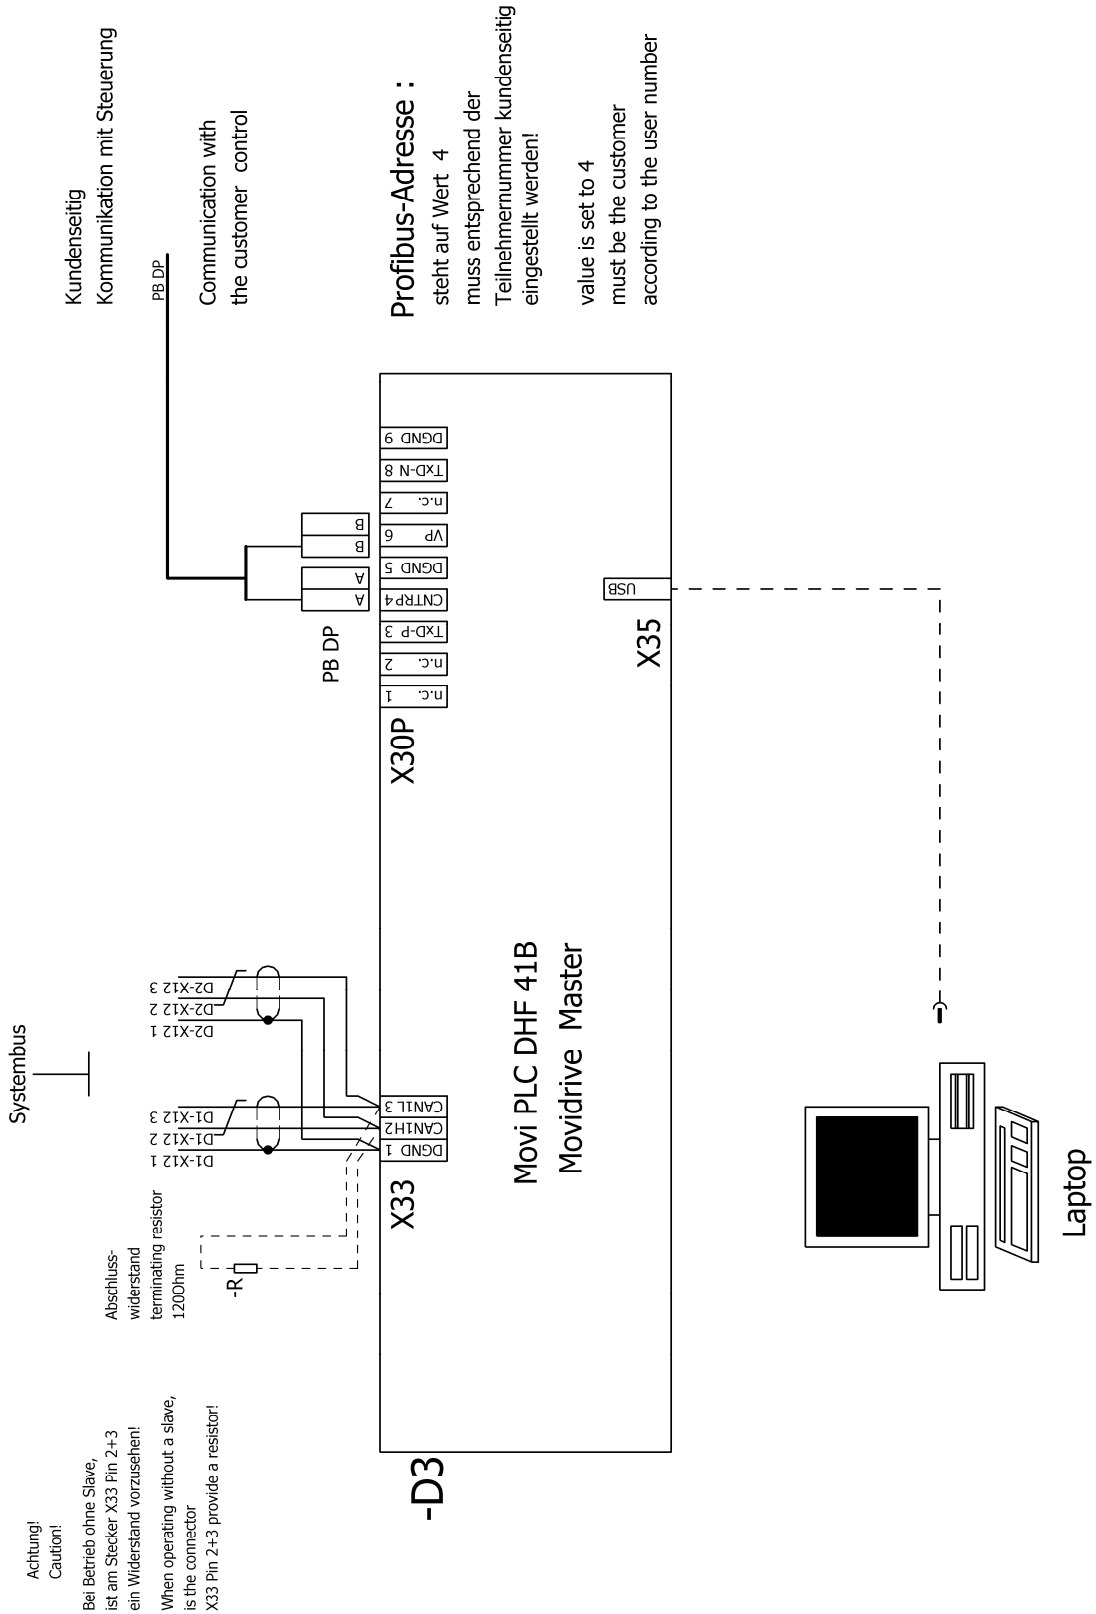 Achtung!
Caution!
Bei Betrieb ohne Slave,
ist am Stecker X33 Pin 2+3
ein Widerstand vorzusehen!
When operating without a slave,
is the connector
X33 Pin 2+3 provide a resistor!
Systembus
Abschluss-
widerstand
terminating resistor
120Ohm
-R
D1-X12 1
D1-X12 2
D1-X12 3
D2-X12 1
D2-X12 2
D2-X12 3
Kundenseitig
Kommunikation mit Steuerung
PB DP
Communication with
the customer control
PB DP
A
A
B
B
-D3
X33
DGND 1
CAN1H2
CAN1L 3
X30P
n.c. 1
n.c. 2
TxD-P 3
CNTRP4
DGND 5
VP 6
n.c. 7
TxD-N 8
DGND 9
Profibus-Adresse :
steht auf Wert 4
muss entsprechend der
Teilnehmernummer kundenseitig
eingestellt werden!
value is set to 4
must be the customer
according to the user number
Movi PLC DHF 41B
Movidrive Master
X35
USB
Laptop